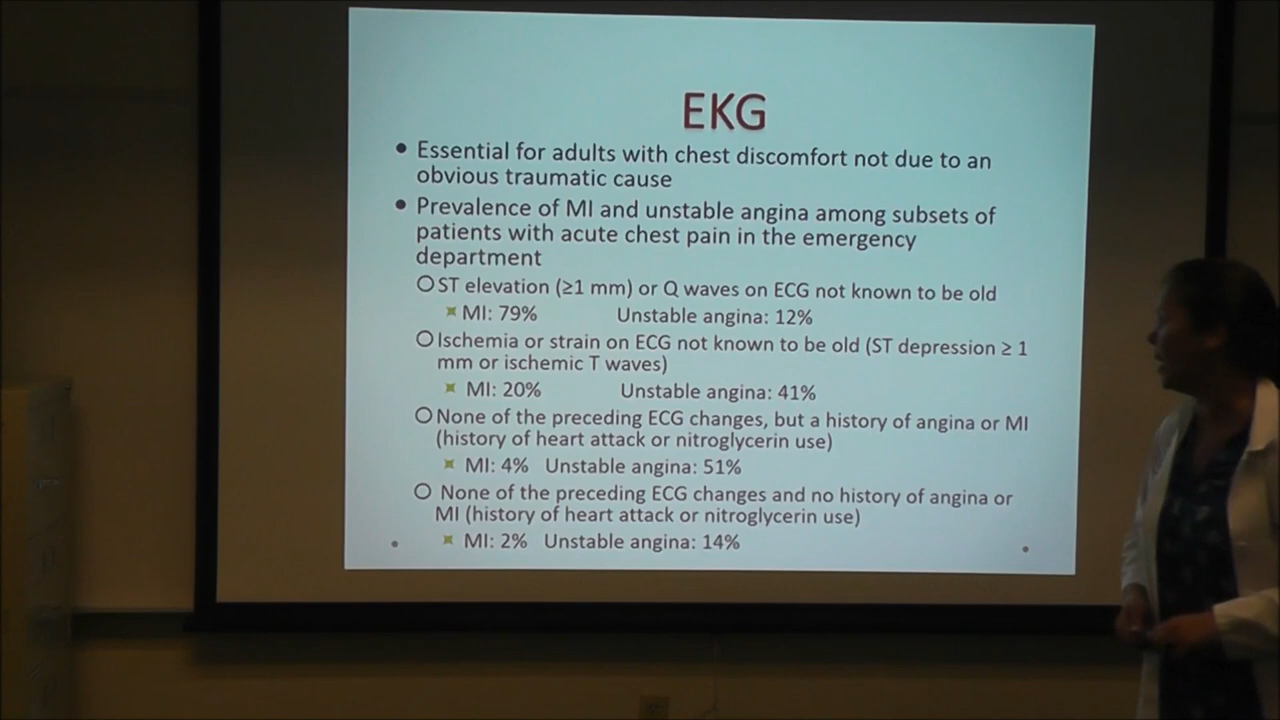 EKG
• Essential for adults with chest discomfort not due to an
obvious traumatic cause
• Prevalence of MI and unstable angina among subsets of
patients with acute chest pain in the emergency
department
○ ST elevation (≥1 mm) or Q waves on ECG not known to be old
MI: 79% Unstable angina: 12%
○ Ischemia or strain on ECG not known to be old (ST depression ≥ 1
mm or ischemic T waves)
MI: 20% Unstable angina: 41%
○ None of the preceding ECG changes, but a history of angina or MI
(history of heart attack or nitroglycerin use)
MI: 4% Unstable angina: 51%
○ None of the preceding ECG changes and no history of angina or
MI (history of heart attack or nitroglycerin use)
MI: 2% Unstable angina: 14%